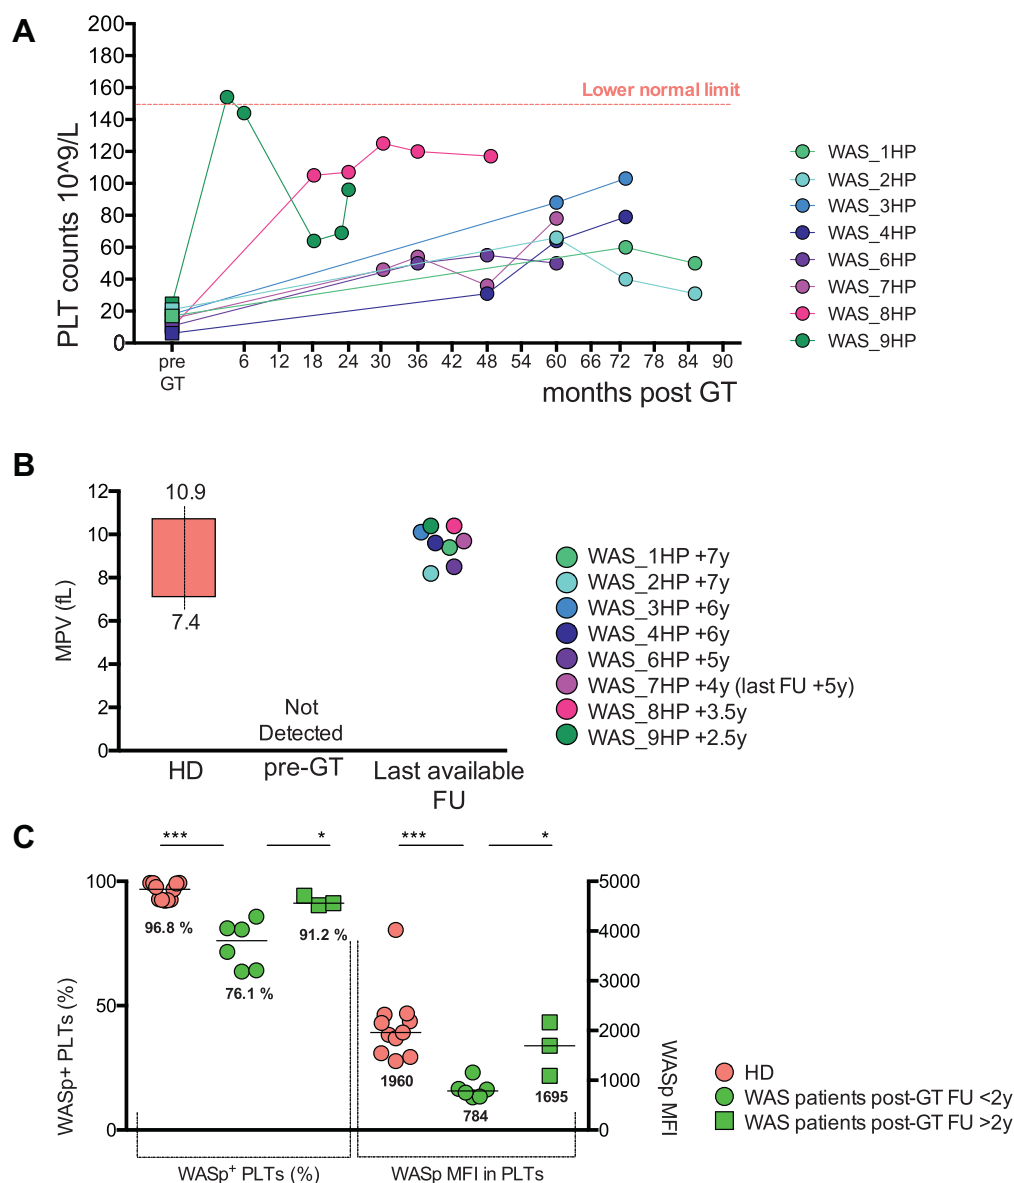 A
200
180
160
140
120
100
80
60
40
20
0
PLT counts 10^9/L
Lower normal limit
pre
GT
6 12 18 24 30 36 42 48 54 60 66 72 78 84 90
months post GT
WAS_1HP
WAS_2HP
WAS_3HP
WAS_4HP
WAS_6HP
WAS_7HP
WAS_8HP
WAS_9HP
B
12
10
8
6
4
2
0
MPV (fL)
10.9
7.4
Not
Detected
HD
pre-GT
Last available
FU
WAS_1HP +7y
WAS_2HP +7y
WAS_3HP +6y
WAS_4HP +6y
WAS_6HP +5y
WAS_7HP +4y (last FU +5y)
WAS_8HP +3.5y
WAS_9HP +2.5y
C
*** * *** *
100
50
0
WASp+ PLTs (%)
96.8 %
76.1 %
91.2 %
1960
784
1695
5000
4000
3000
2000
1000
0
WASp MFI
WASp⁺ PLTs (%)
WASp MFI in PLTs
HD
WAS patients post-GT FU <2y
WAS patients post-GT FU >2y